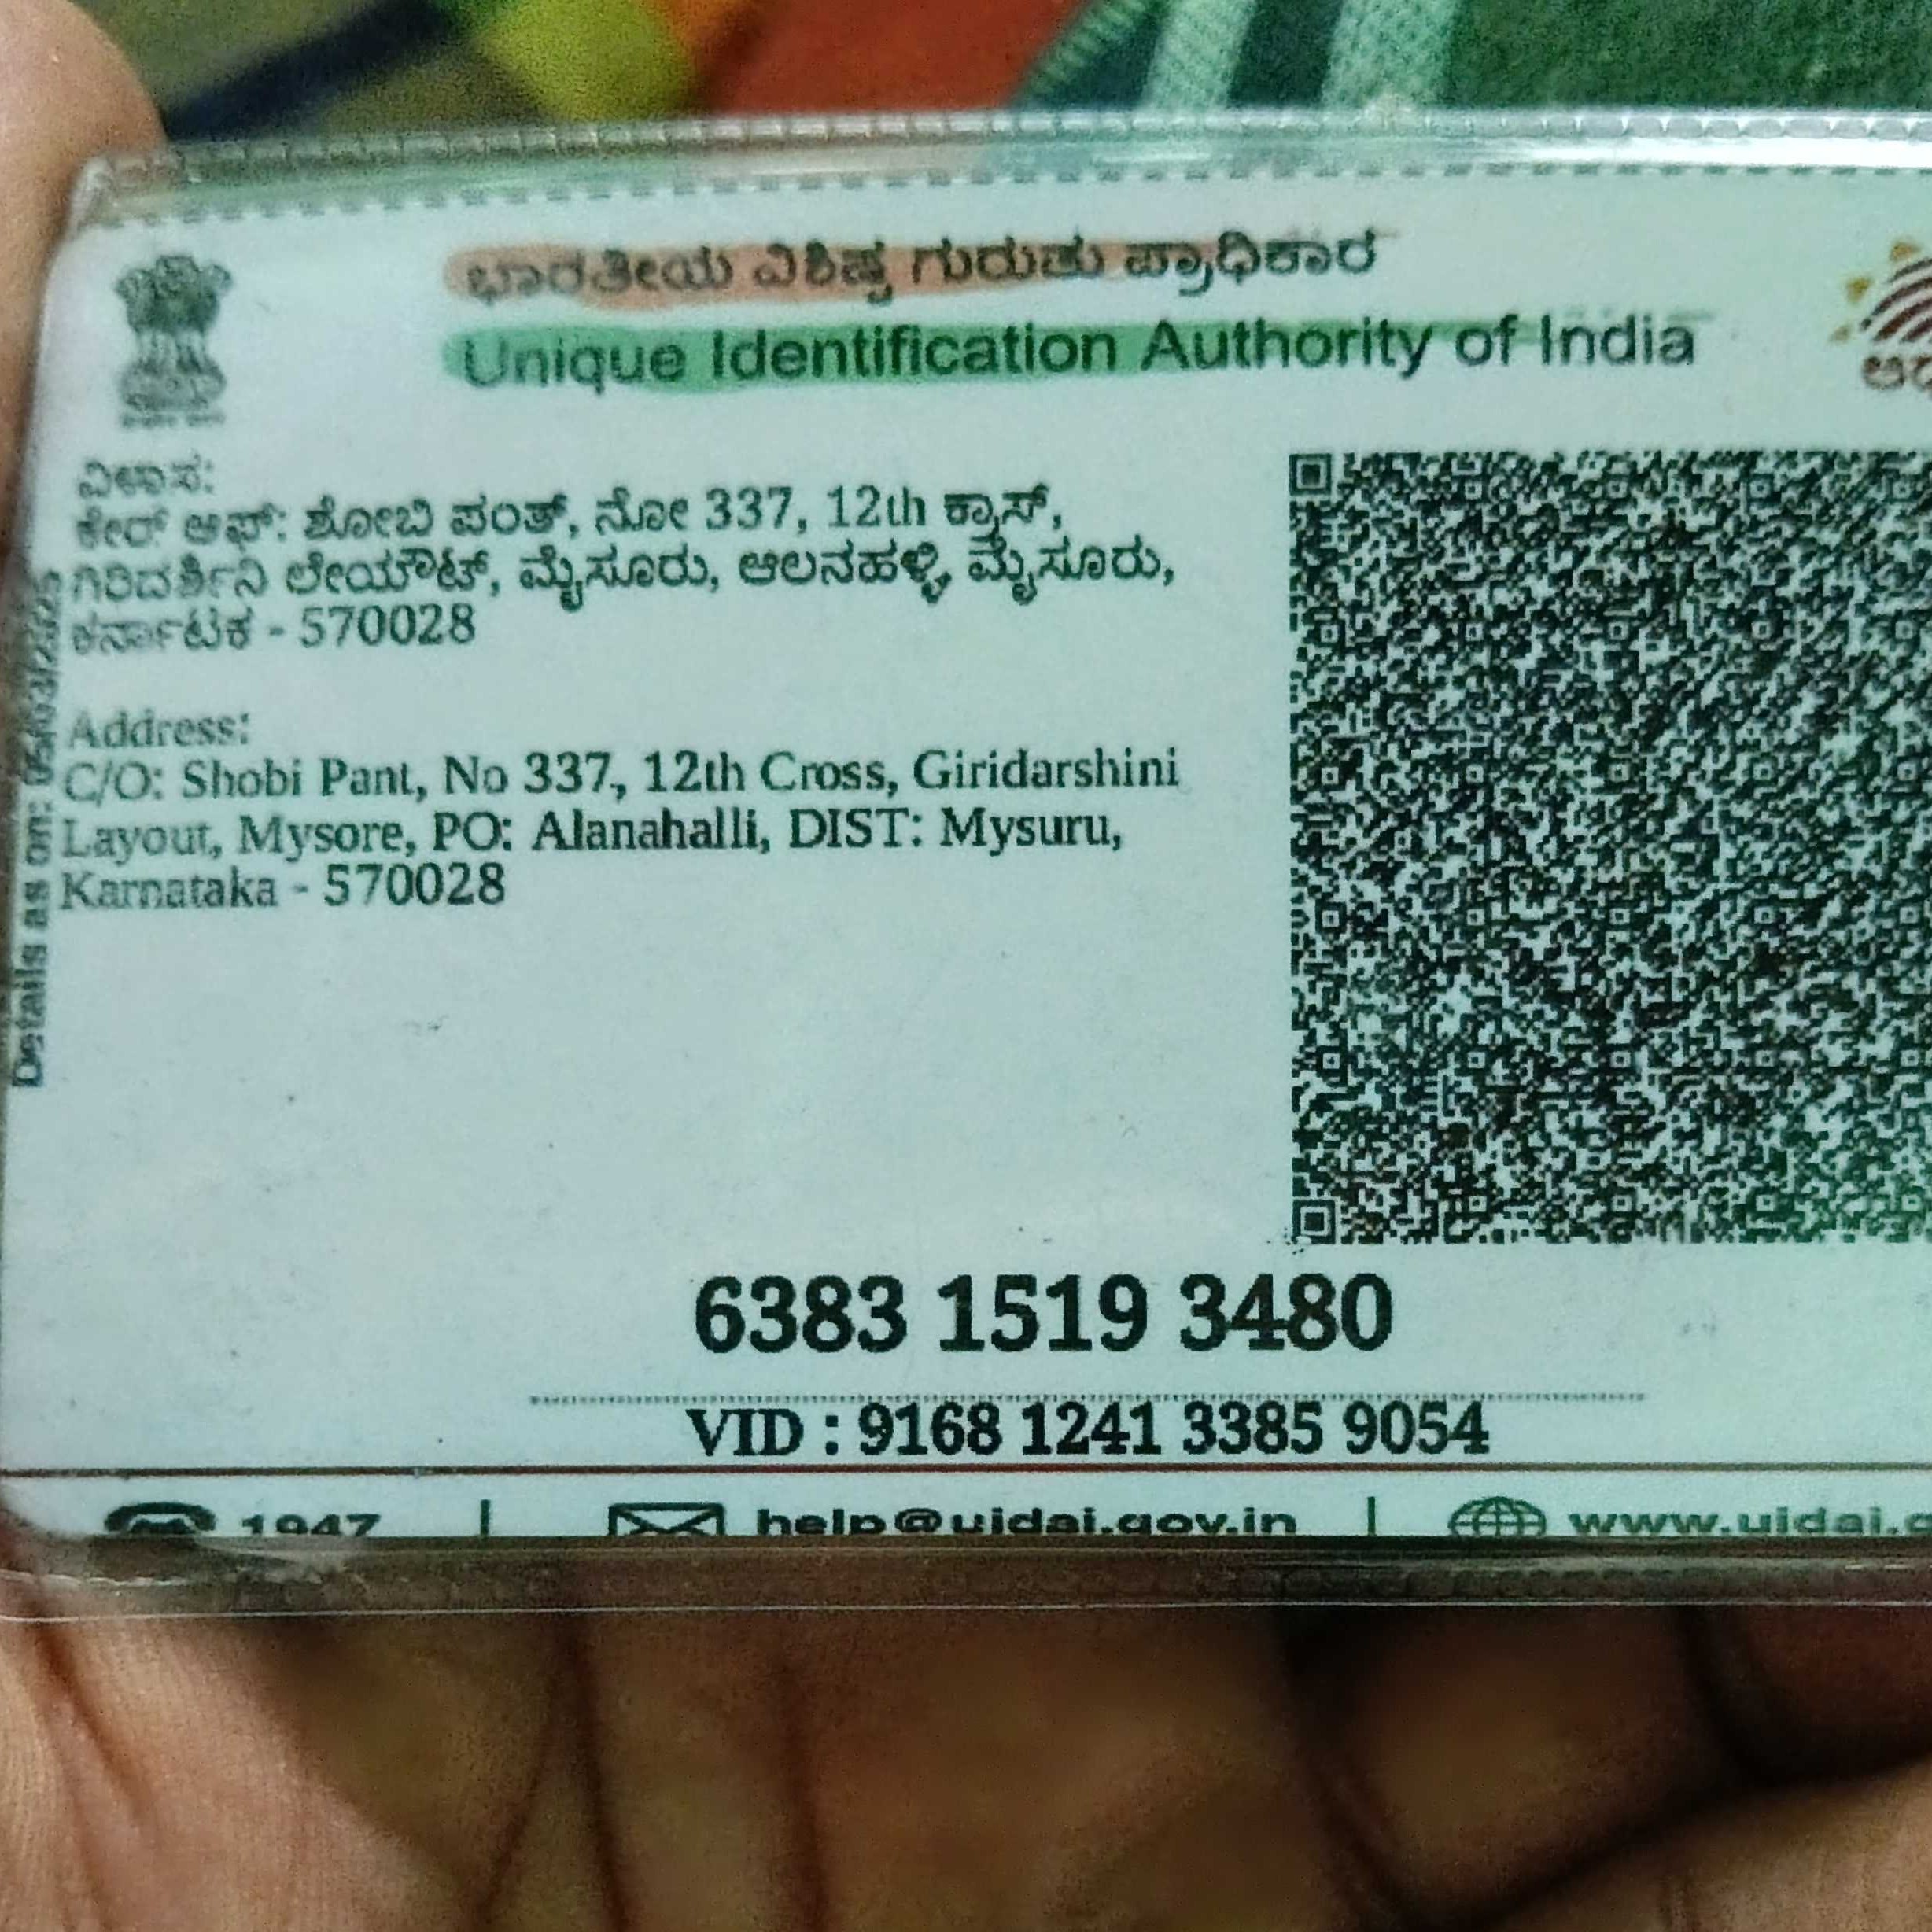 ಭಾರತೀಯ ವಿಶಿಷ್ಟ ಗುರುತು ಪ್ರಾಧಿಕಾರ
Unique Identification Authority of India
ವಿಳಾಸ:
ಕೇರ್ ಆಫ್: ಶೋಬಿ ಪಂತ್, ನೋ 337, 12th ಕ್ರಾಸ್,
ಗಿರಿದರ್ಶಿನಿ ಲೇಯೌಟ್, ಮೈಸೂರು, ಆಲನಹಳ್ಳಿ, ಮೈಸೂರು,
ಕರ್ನಾಟಕ - 570028
Address:
C/O: Shobi Pant, No 337, 12th Cross, Giridarshini
Layout, Mysore, PO: Alanahalli, DIST: Mysuru,
Karnataka - 570028
Details as on:
6383 1519 3480
VID : 9168 1241 3385 9054
1947 | help@uidai.gov.in | www.uidai.